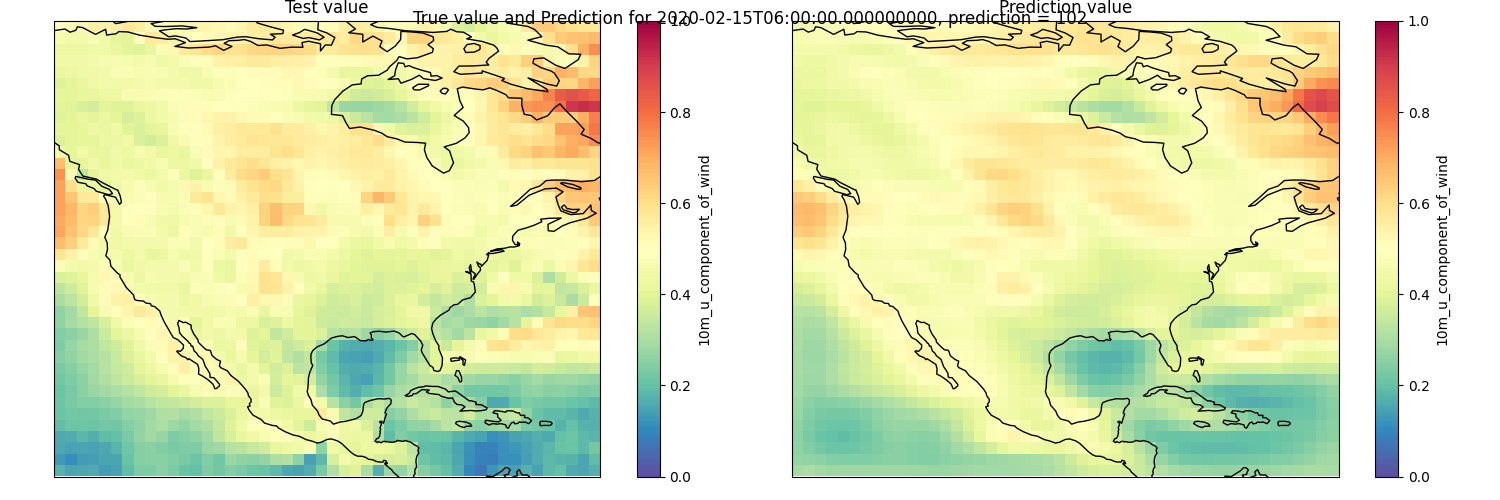 Test value
True value and Prediction for 2020-02-15T06:00:00.000000000, prediction = 102
Prediction value
1.0
0.8
0.6
0.4
0.2
0.0
10m_u_component_of_wind
1.0
0.8
0.6
0.4
0.2
0.0
10m_u_component_of_wind